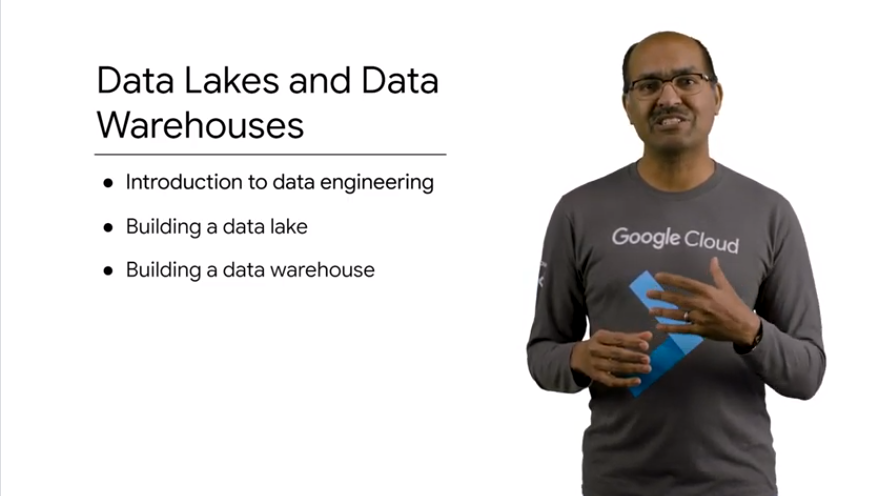 Data Lakes and Data
Warehouses
● Introduction to data engineering
● Building a data lake
● Building a data warehouse
Google Cloud